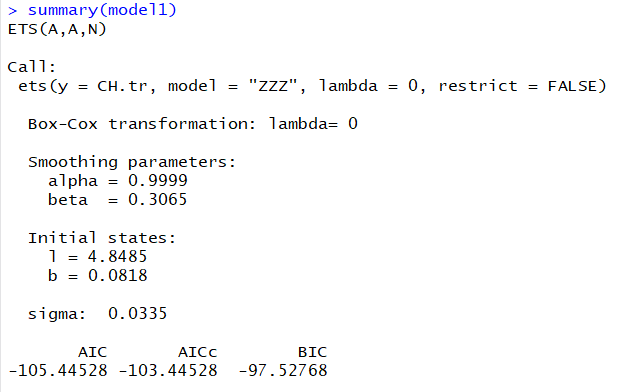 > summary(model1)
ETS(A,A,N)
Call:
ets(y = CH.tr, model = "ZZZ", lambda = 0, restrict = FALSE)
Box-Cox transformation: lambda= 0
Smoothing parameters:
alpha = 0.9999
beta  = 0.3065
Initial states:
l = 4.8485
b = 0.0818
sigma:  0.0335
AIC AICc BIC
-105.44528 -103.44528 -97.52768